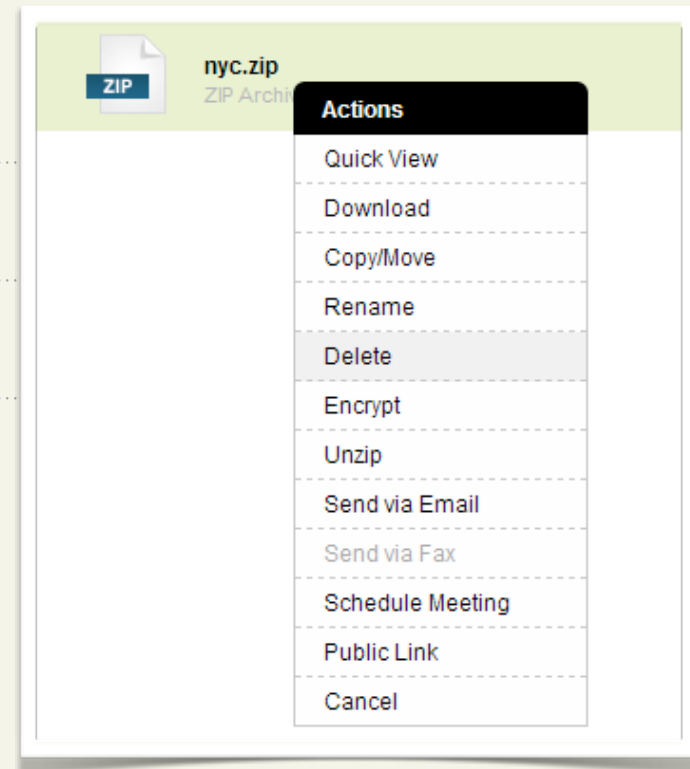 ZIP
nyc.zip
ZIP
Actions
Quick View
Download
Copy/Move
Rename
Delete
Encrypt
Unzip
Send via Email
Send via Fax
Schedule Meeting
Public Link
Cancel